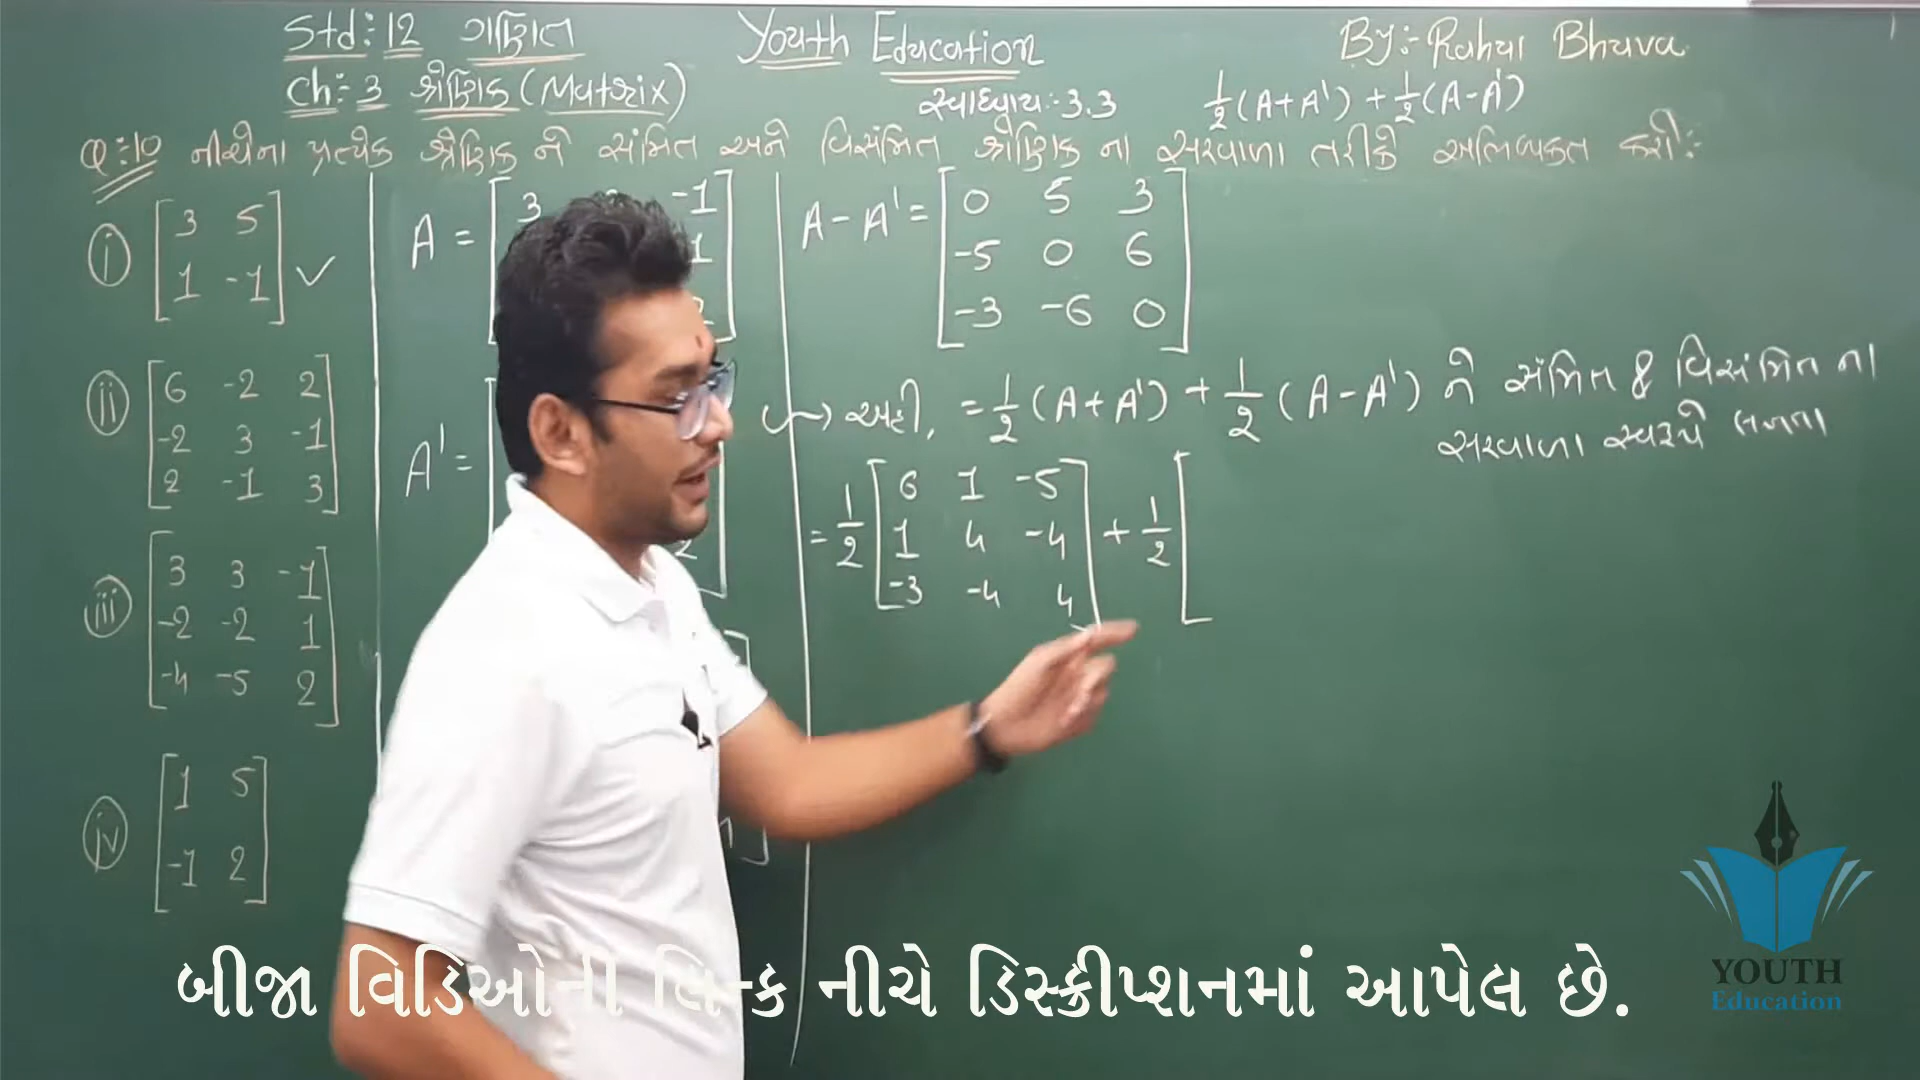 Std:-12 ગણિત
Youth Education
By:- Rahul Bhuva
Ch:- 3 શ્રેણિક (Matrix)
સ્વાધ્યાય:-3.3
1/2 (A+A') + 1/2 (A-A')
Q:10 નીચેના પ્રત્યેક શ્રેણિક ને સંમિત અને વિસંમિત શ્રેણિક ના સરવાળા તરીકે અભિવ્યક્ત કરો:-
i) [3 5
1 -1] ✓
ii) [6 -2 2
-2 3 -1
2 -1 3]
iii) [3 3 -1
-2 -2 1
-4 -5 2]
iv) [1 5
-1 2]
A = [3 -1
1
A' = [
A-A' = [0 5 3
-5 0 6
-3 -6 0]
અહી, = 1/2 (A+A') + 1/2 (A-A') ને સંમિત & વિસંમિત ના
સરવાળા સ્વરૂપે
= 1/2 [6 1 -5
1 4 -4
-3 -4 4] + 1/2 [
બીજા વિડિઓની લિન્ક નીચે ડિસ્ક્રીપ્શનમાં આપેલ છે.
YOUTH
Education